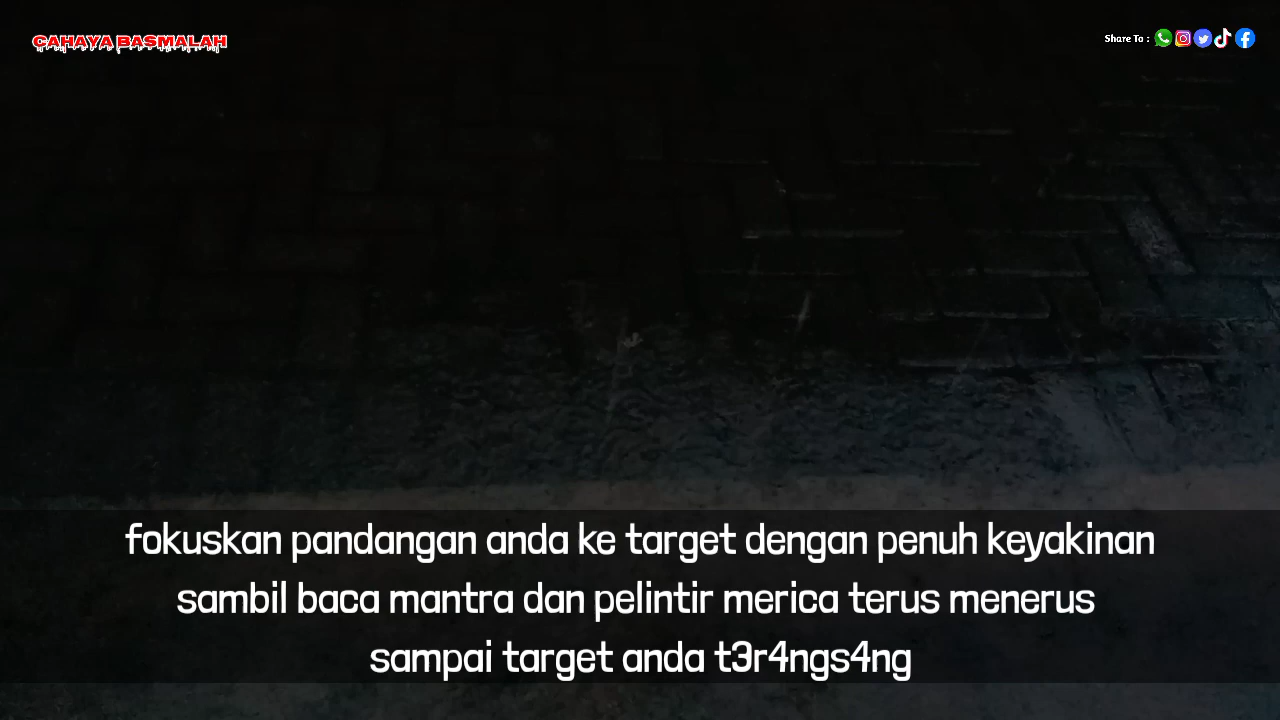 CAHAYA BASMALAH
Share To :
fokuskan pandangan anda ke target dengan penuh keyakinan
sambil baca mantra dan pelintir merica terus menerus
sampai target anda t3r4ngs4ng